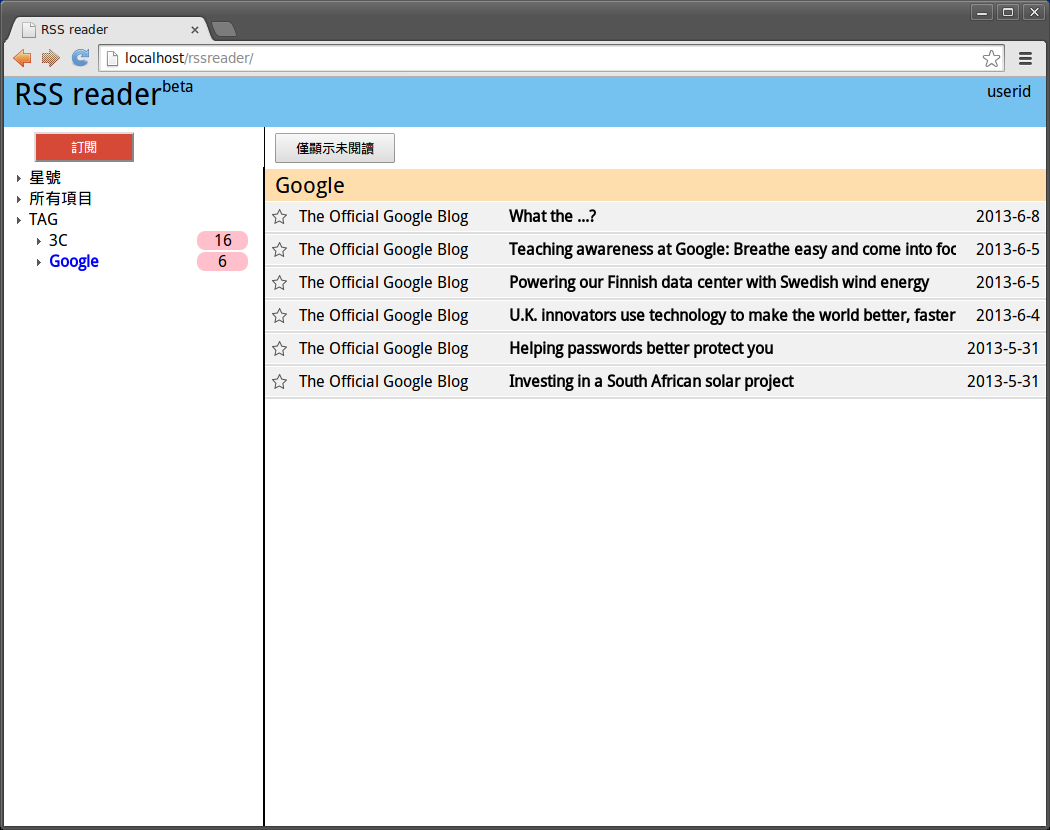 RSS reader
localhost/rssreader/
RSS reader beta
userid
訂閱
僅顯示未閱讀
星號
所有項目
TAG
3C 16
Google 6
Google
The Official Google Blog What the ...? 2013-6-8
The Official Google Blog Teaching awareness at Google: Breathe easy and come into foc 2013-6-5
The Official Google Blog Powering our Finnish data center with Swedish wind energy 2013-6-5
The Official Google Blog U.K. innovators use technology to make the world better, faster 2013-6-4
The Official Google Blog Helping passwords better protect you 2013-5-31
The Official Google Blog Investing in a South African solar project 2013-5-31